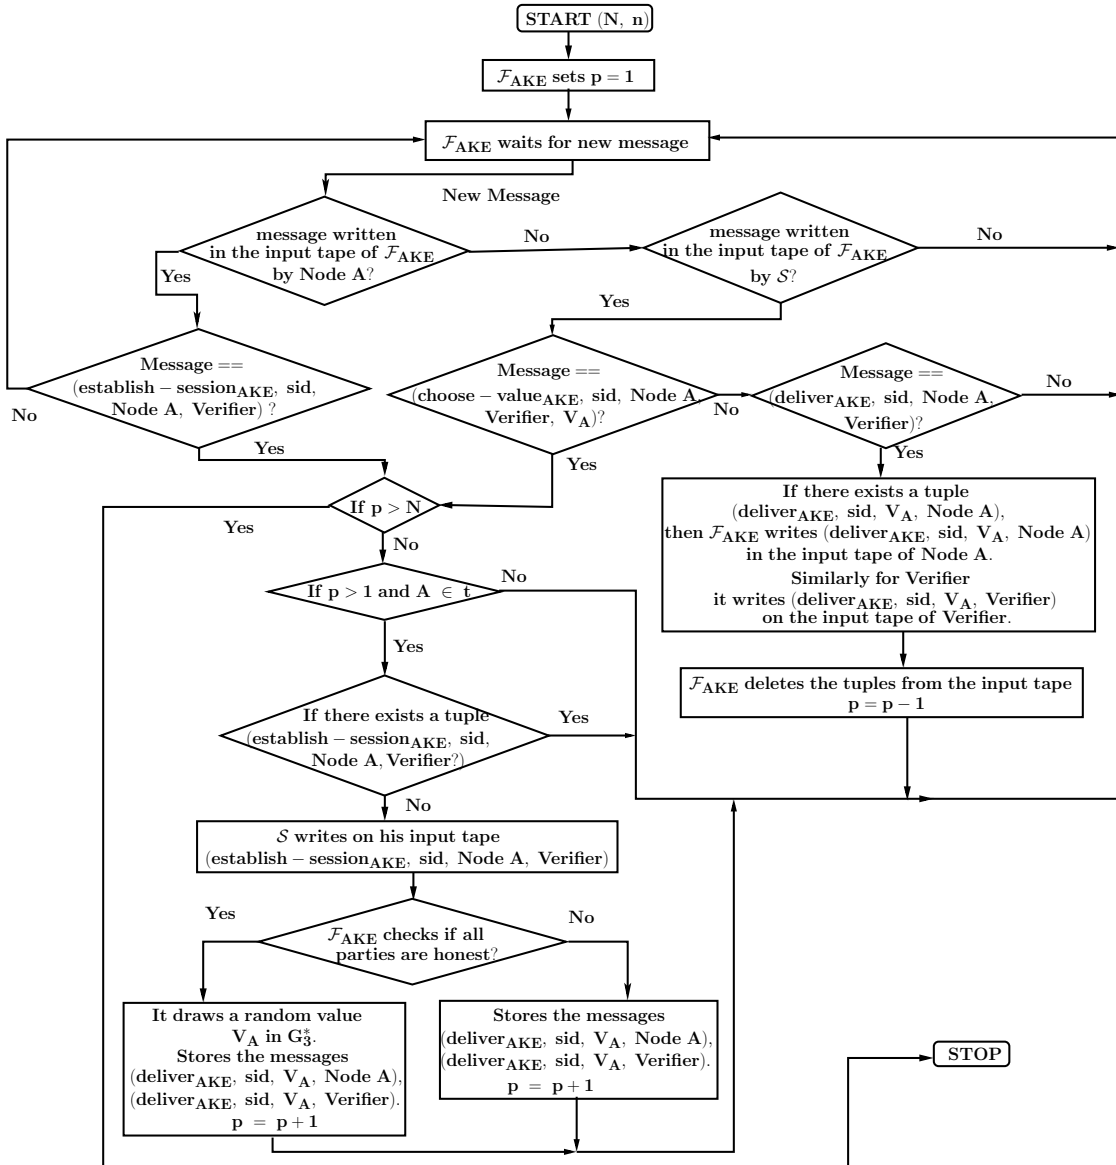 START (N, n)
F_AKE sets p = 1
F_AKE waits for new message
New Message
message written
in the input tape of F_AKE
by Node A?
No
message written
in the input tape of F_AKE
by S?
No
Yes
Yes
Message ==
(establish − session_AKE, sid,
Node A, Verifier) ?
No
Message ==
(choose − value_AKE, sid, Node A,
Verifier, V_A)?
No
Message ==
(deliver_AKE, sid, Node A,
Verifier)?
No
Yes
Yes
Yes
If p > N
Yes
No
If there exists a tuple
(deliver_AKE, sid, V_A, Node A),
then F_AKE writes (deliver_AKE, sid, V_A, Node A)
in the input tape of Node A.
Similarly for Verifier
it writes (deliver_AKE, sid, V_A, Verifier)
on the input tape of Verifier.
If p > 1 and A ∈ t
No
Yes
F_AKE deletes the tuples from the input tape
p = p − 1
If there exists a tuple
(establish − session_AKE, sid,
Node A, Verifier?)
Yes
No
S writes on his input tape
(establish − session_AKE, sid, Node A, Verifier)
F_AKE checks if all
parties are honest?
Yes
No
It draws a random value
V_A in G_3^*.
Stores the messages
(deliver_AKE, sid, V_A, Node A),
(deliver_AKE, sid, V_A, Verifier).
p = p + 1
Stores the messages
(deliver_AKE, sid, V_A, Node A),
(deliver_AKE, sid, V_A, Verifier).
p = p + 1
STOP